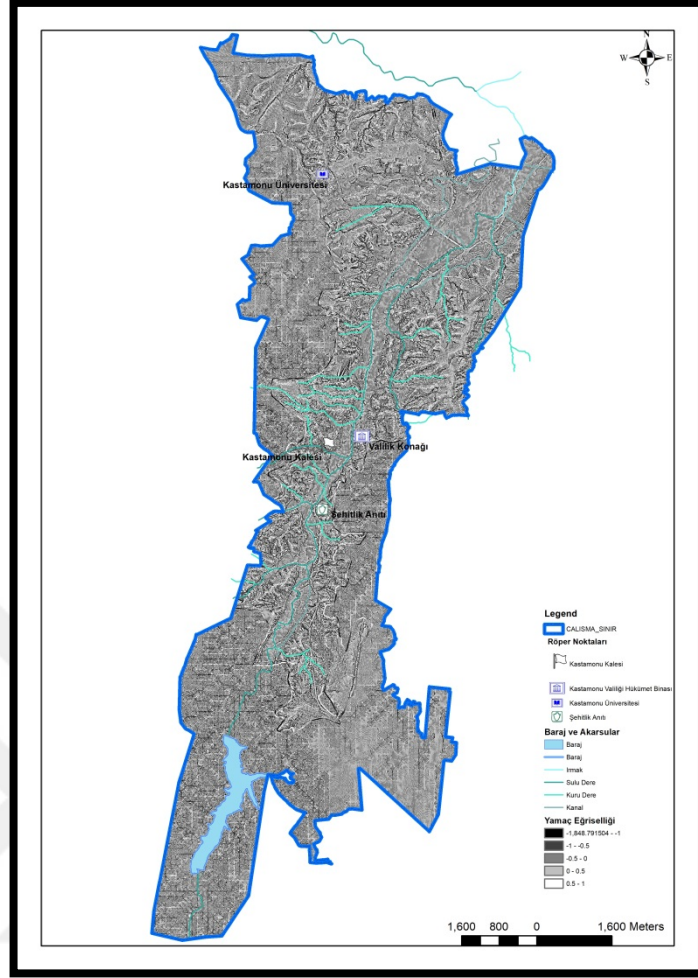 N
W E
S
Kastamonu Üniversitesi
Valilik Konağı
Kastamonu Kalesi
Şehitlik Anıtı
Legend
CALISMA_SINIR
Röper Noktaları
Kastamonu Kalesi
Kastamonu Valiliği Hükümet Binası
Kastamonu Üniversitesi
Şehitlik Anıtı
Baraj ve Akarsular
Baraj
Baraj
Irmak
Sulu Dere
Kuru Dere
Kanal
Yamaç Eğriselliği
-1,848.791504 - -1
-1 - -0.5
-0.5 - 0
0 - 0.5
0.5 - 1
1,600 800 0 1,600 Meters